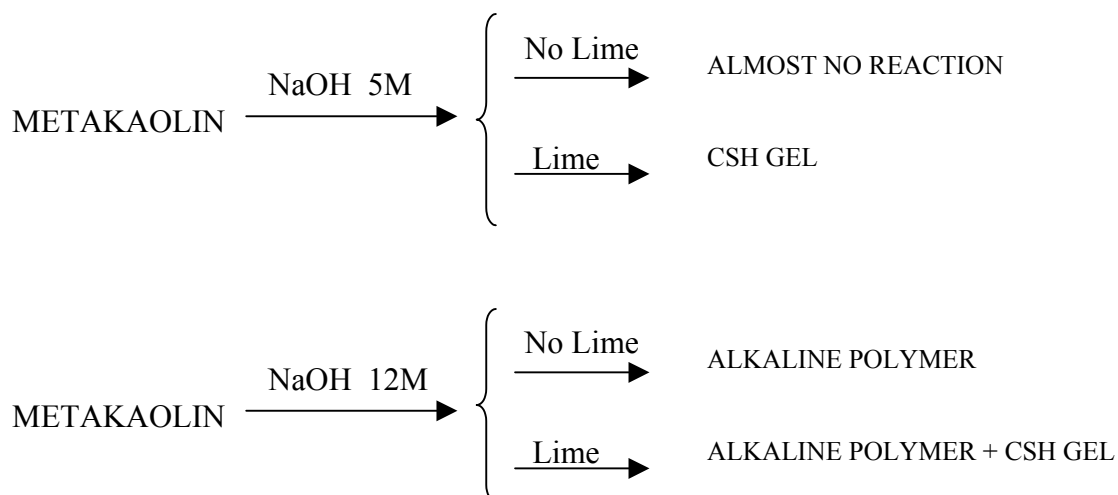 No Lime
ALMOST NO REACTION
NaOH 5M
METAKAOLIN
Lime
CSH GEL
No Lime
ALKALINE POLYMER
NaOH 12M
METAKAOLIN
Lime
ALKALINE POLYMER + CSH GEL